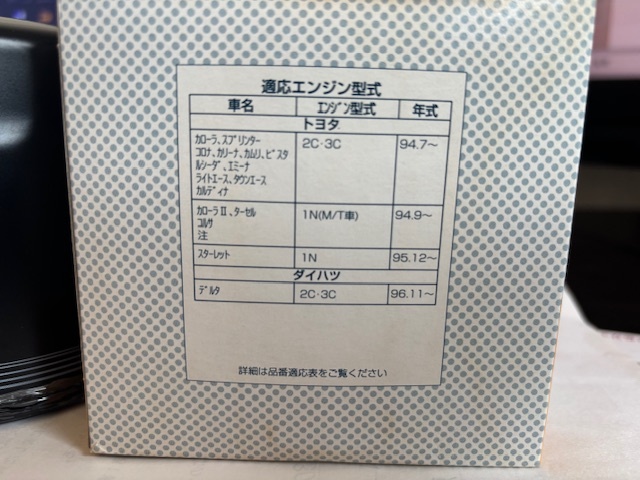 適応エンジン型式
車名 エンジン型式 年式
トヨタ
カローラ、スプリンター 2C・3C 94.7～
コロナ、カリーナ、カムリ、ビスタ
ルシーダ、エミーナ
ライトエース、タウンエース
カルディナ
カローラⅡ、ターセル 1N(M/T車) 94.9～
コルサ
注
スターレット 1N 95.12～
ダイハツ
デルタ 2C・3C 96.11～
詳細は品番適応表をご覧ください